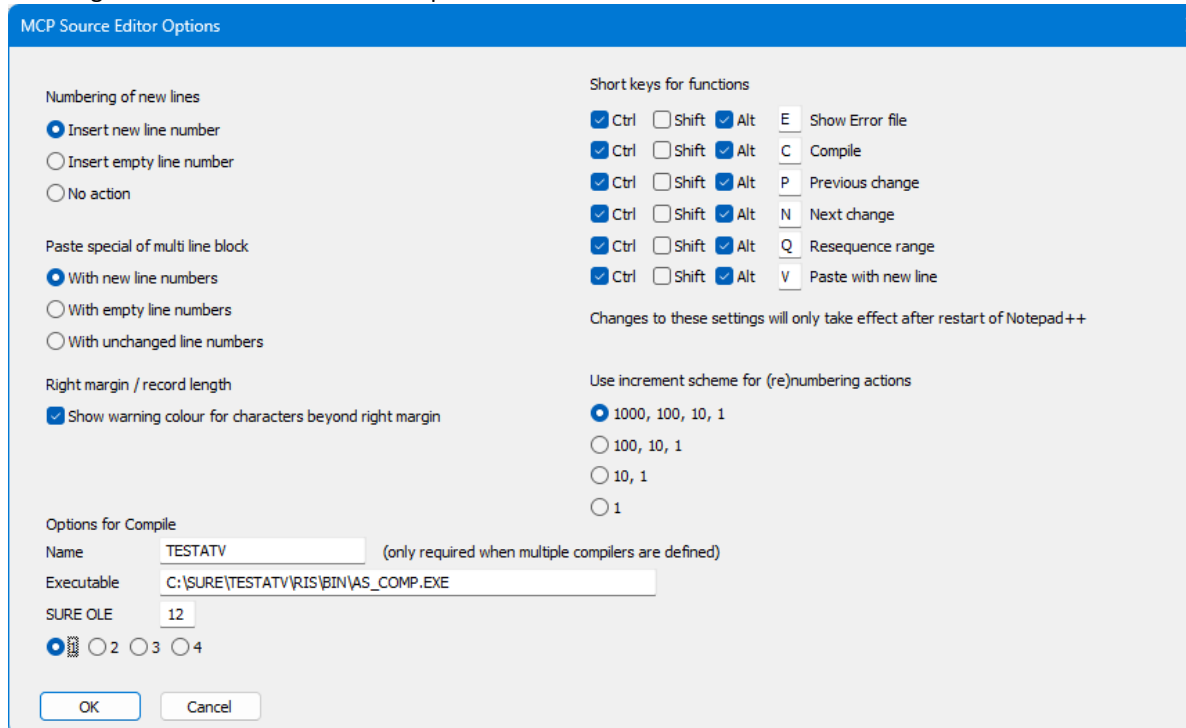 MCP Source Editor Options
Numbering of new lines
Insert new line number
Insert empty line number
No action
Paste special of multi line block
With new line numbers
With empty line numbers
With unchanged line numbers
Right margin / record length
Show warning colour for characters beyond right margin
Short keys for functions
Ctrl Shift Alt E Show Error file
Ctrl Shift Alt C Compile
Ctrl Shift Alt P Previous change
Ctrl Shift Alt N Next change
Ctrl Shift Alt Q Resequence range
Ctrl Shift Alt V Paste with new line
Changes to these settings will only take effect after restart of Notepad++
Use increment scheme for (re)numbering actions
1000, 100, 10, 1
100, 10, 1
10, 1
1
Options for Compile
Name TESTATV (only required when multiple compilers are defined)
Executable C:\SURE\TESTATV\RIS\BIN\AS_COMP.EXE
SURE OLE 12
1 2 3 4
OK Cancel